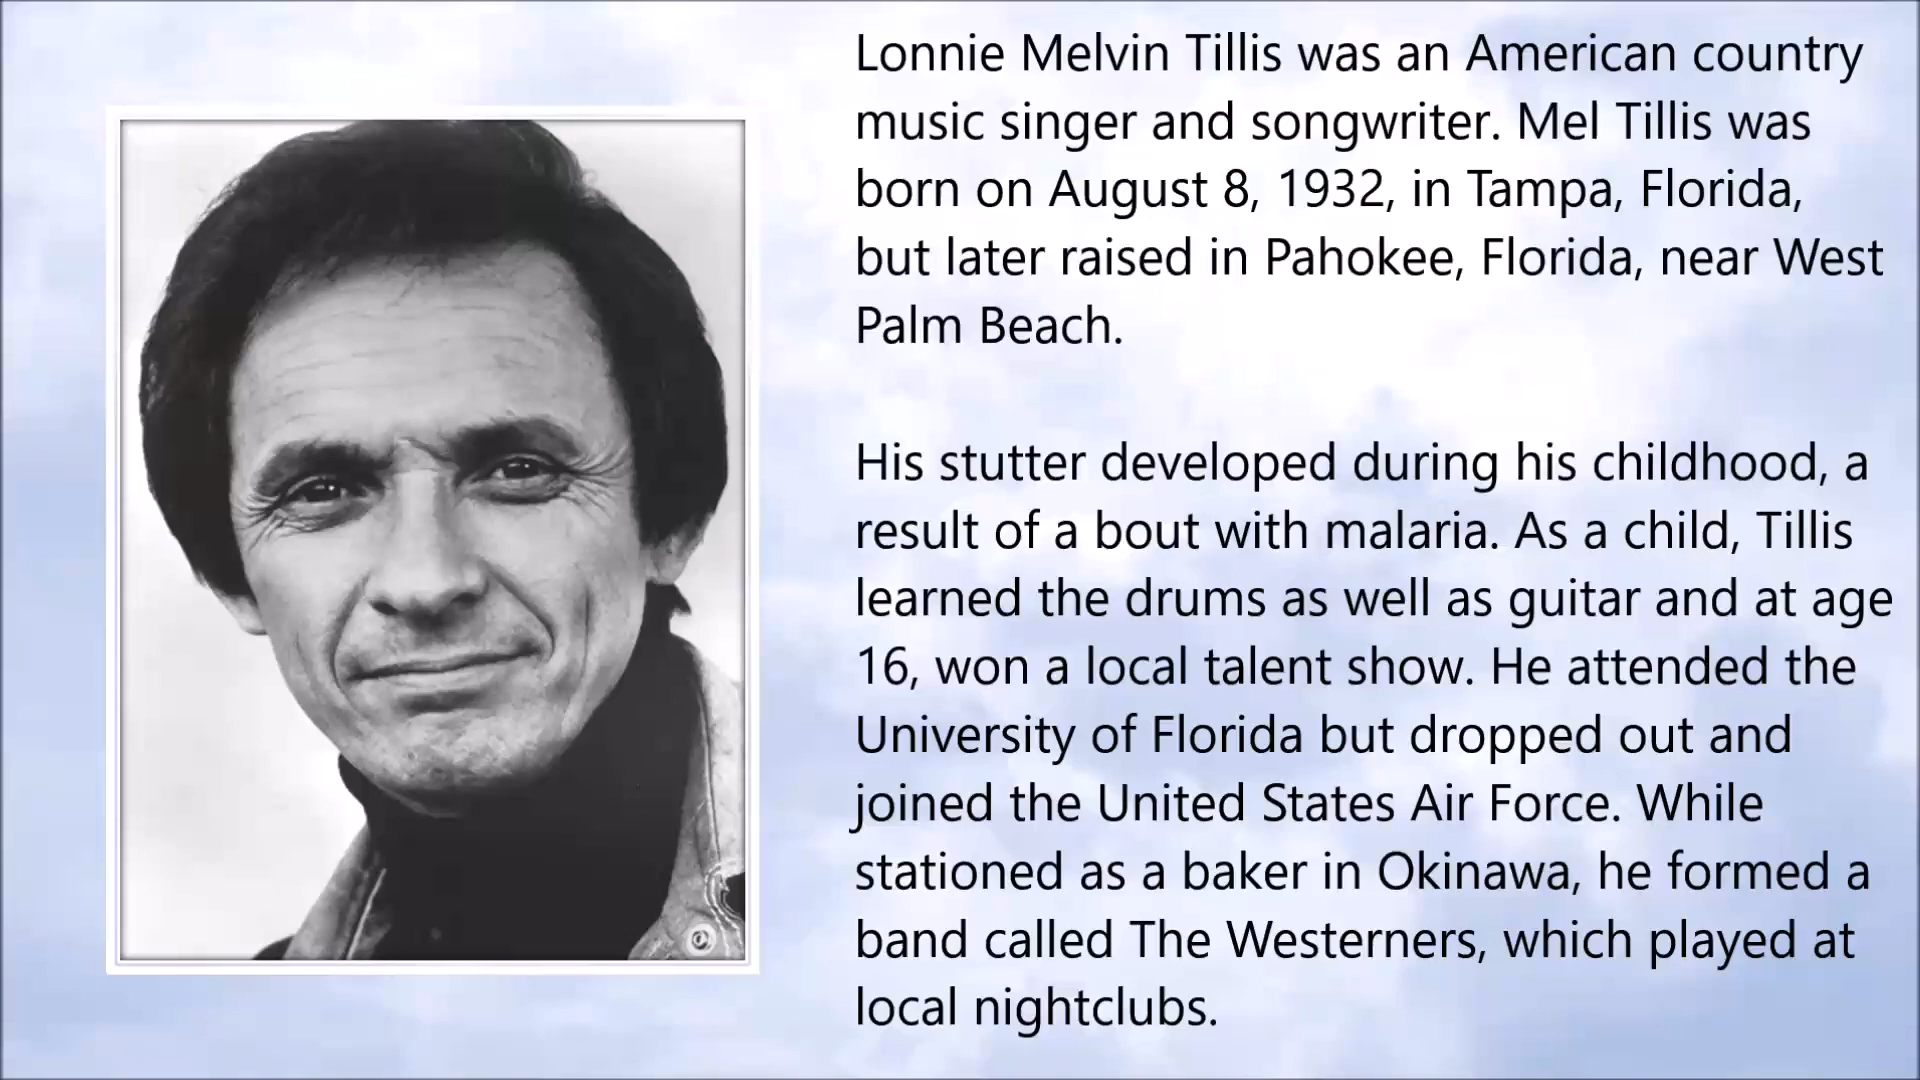 Lonnie Melvin Tillis was an American country
music singer and songwriter. Mel Tillis was
born on August 8, 1932, in Tampa, Florida,
but later raised in Pahokee, Florida, near West
Palm Beach.
His stutter developed during his childhood, a
result of a bout with malaria. As a child, Tillis
learned the drums as well as guitar and at age
16, won a local talent show. He attended the
University of Florida but dropped out and
joined the United States Air Force. While
stationed as a baker in Okinawa, he formed a
band called The Westerners, which played at
local nightclubs.